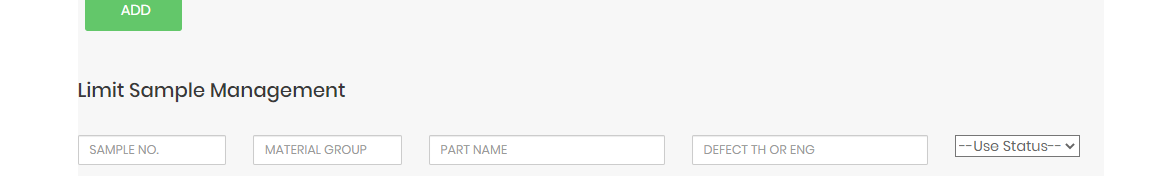 ADD
Limit Sample Management
SAMPLE NO. MATERIAL GROUP PART NAME DEFECT TH OR ENG --Use Status--